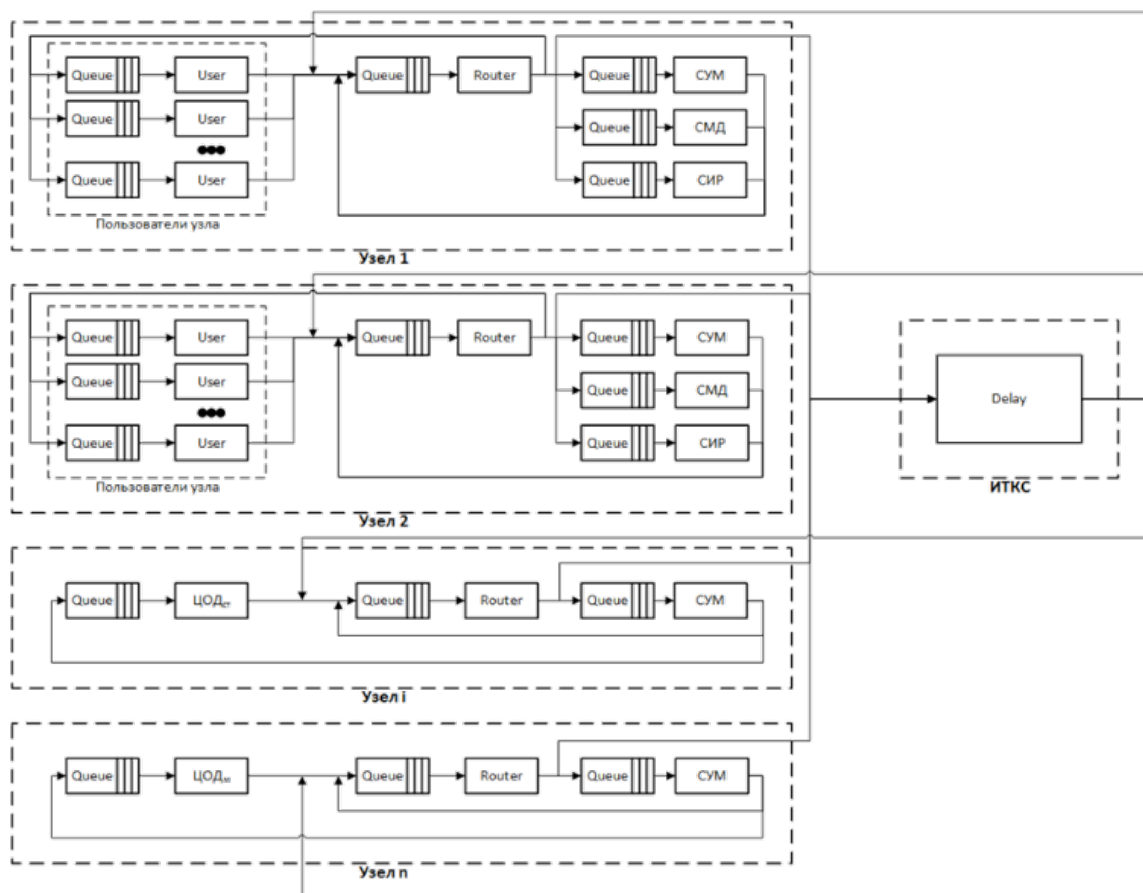 Queue User Queue Router Queue СУМ
Queue User Queue СМД
Queue User Queue СИР
Пользователи узла
Узел 1
Queue User Queue Router Queue СУМ
Queue User Queue СМД
Delay
Queue User Queue СИР
Пользователи узла
ИТКС
Узел 2
Queue ЦОДст Queue Router Queue СУМ
Узел i
Queue ЦОД Queue Router Queue СУМ
Узел n